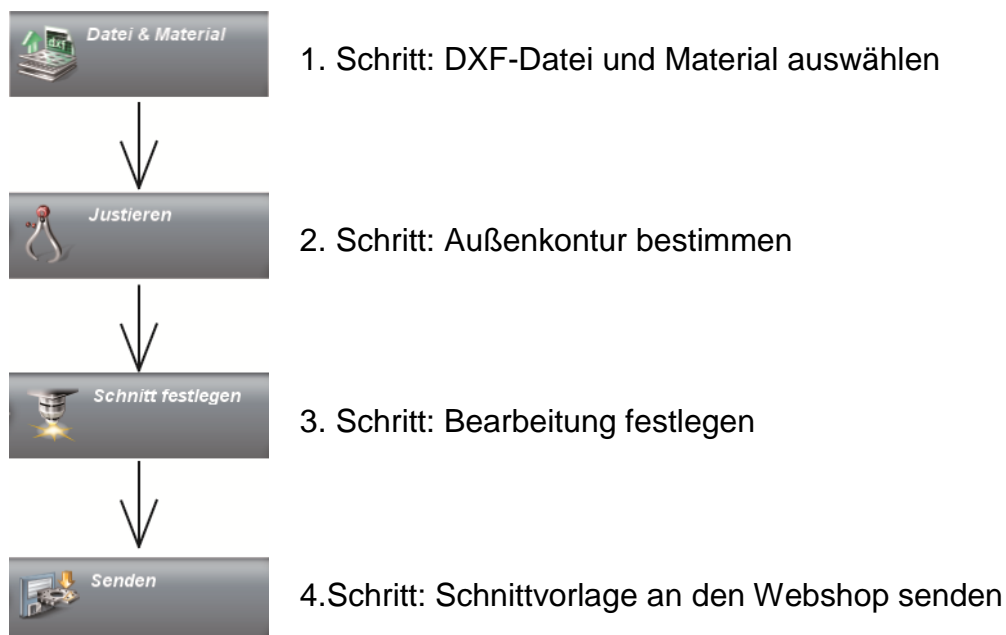 Datei & Material
1. Schritt: DXF-Datei und Material auswählen
Justieren
2. Schritt: Außenkontur bestimmen
Schnitt festlegen
3. Schritt: Bearbeitung festlegen
Senden
4.Schritt: Schnittvorlage an den Webshop senden